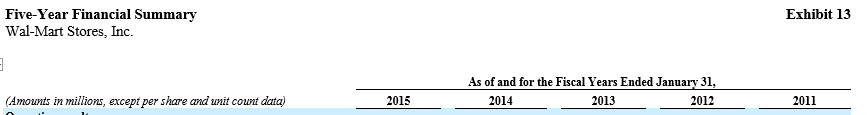 Five-Year Financial Summary Exhibit 13
Wal-Mart Stores, Inc.
As of and for the Fiscal Years Ended January 31,
(Amounts in millions, except per share and unit count data) 2015 2014 2013 2012 2011